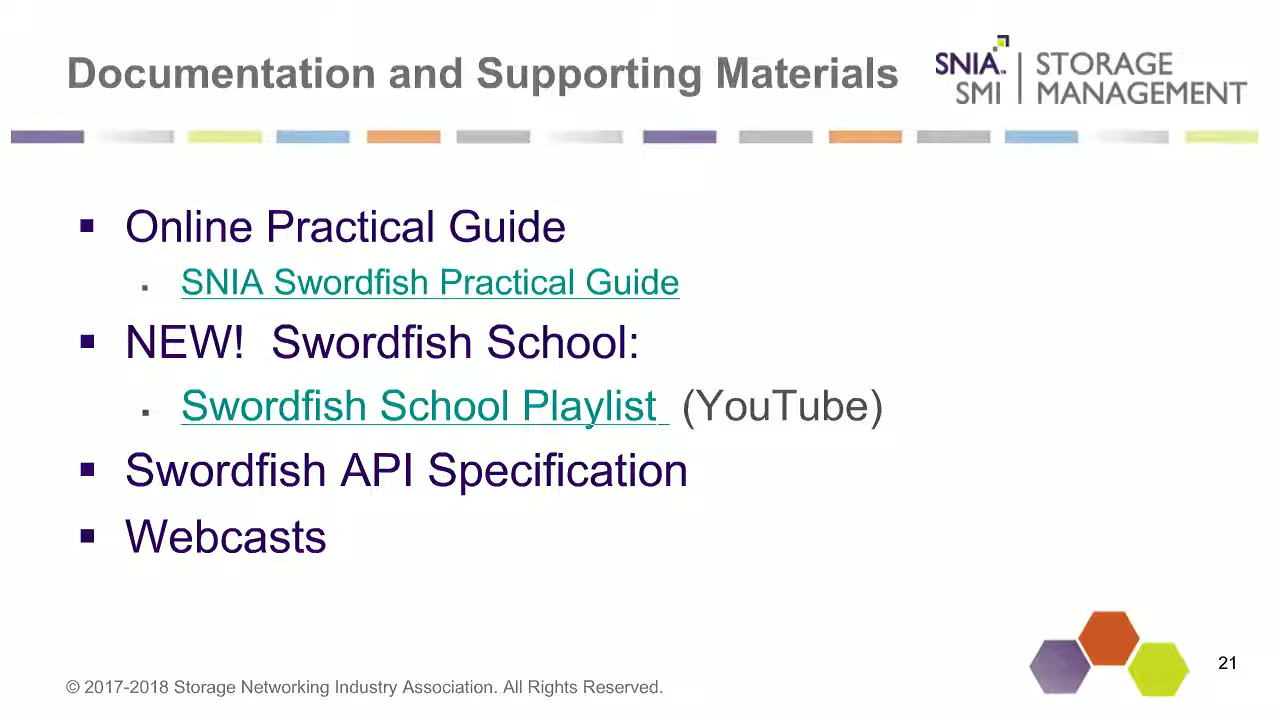 Documentation and Supporting Materials
SNIA | STORAGE
SMI | MANAGEMENT
▪ Online Practical Guide
▪ SNIA Swordfish Practical Guide
▪ NEW!  Swordfish School:
▪ Swordfish School Playlist  (YouTube)
▪ Swordfish API Specification
▪ Webcasts
21
© 2017-2018 Storage Networking Industry Association. All Rights Reserved.